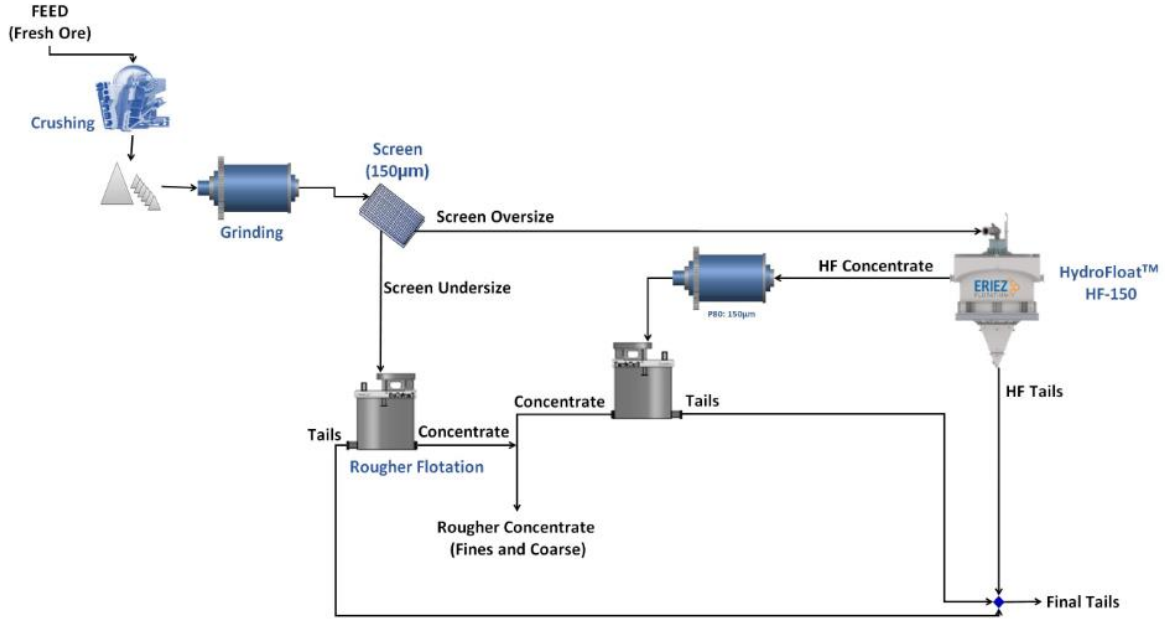 FEED
(Fresh Ore)
Crushing
Grinding
Screen
(150µm)
Screen Oversize
Screen Undersize
HF Concentrate
P80: 150µm
ERIEZ
HydroFloat™
HF-150
HF Tails
Concentrate
Tails
Tails
Concentrate
Rougher Flotation
Rougher Concentrate
(Fines and Coarse)
Final Tails